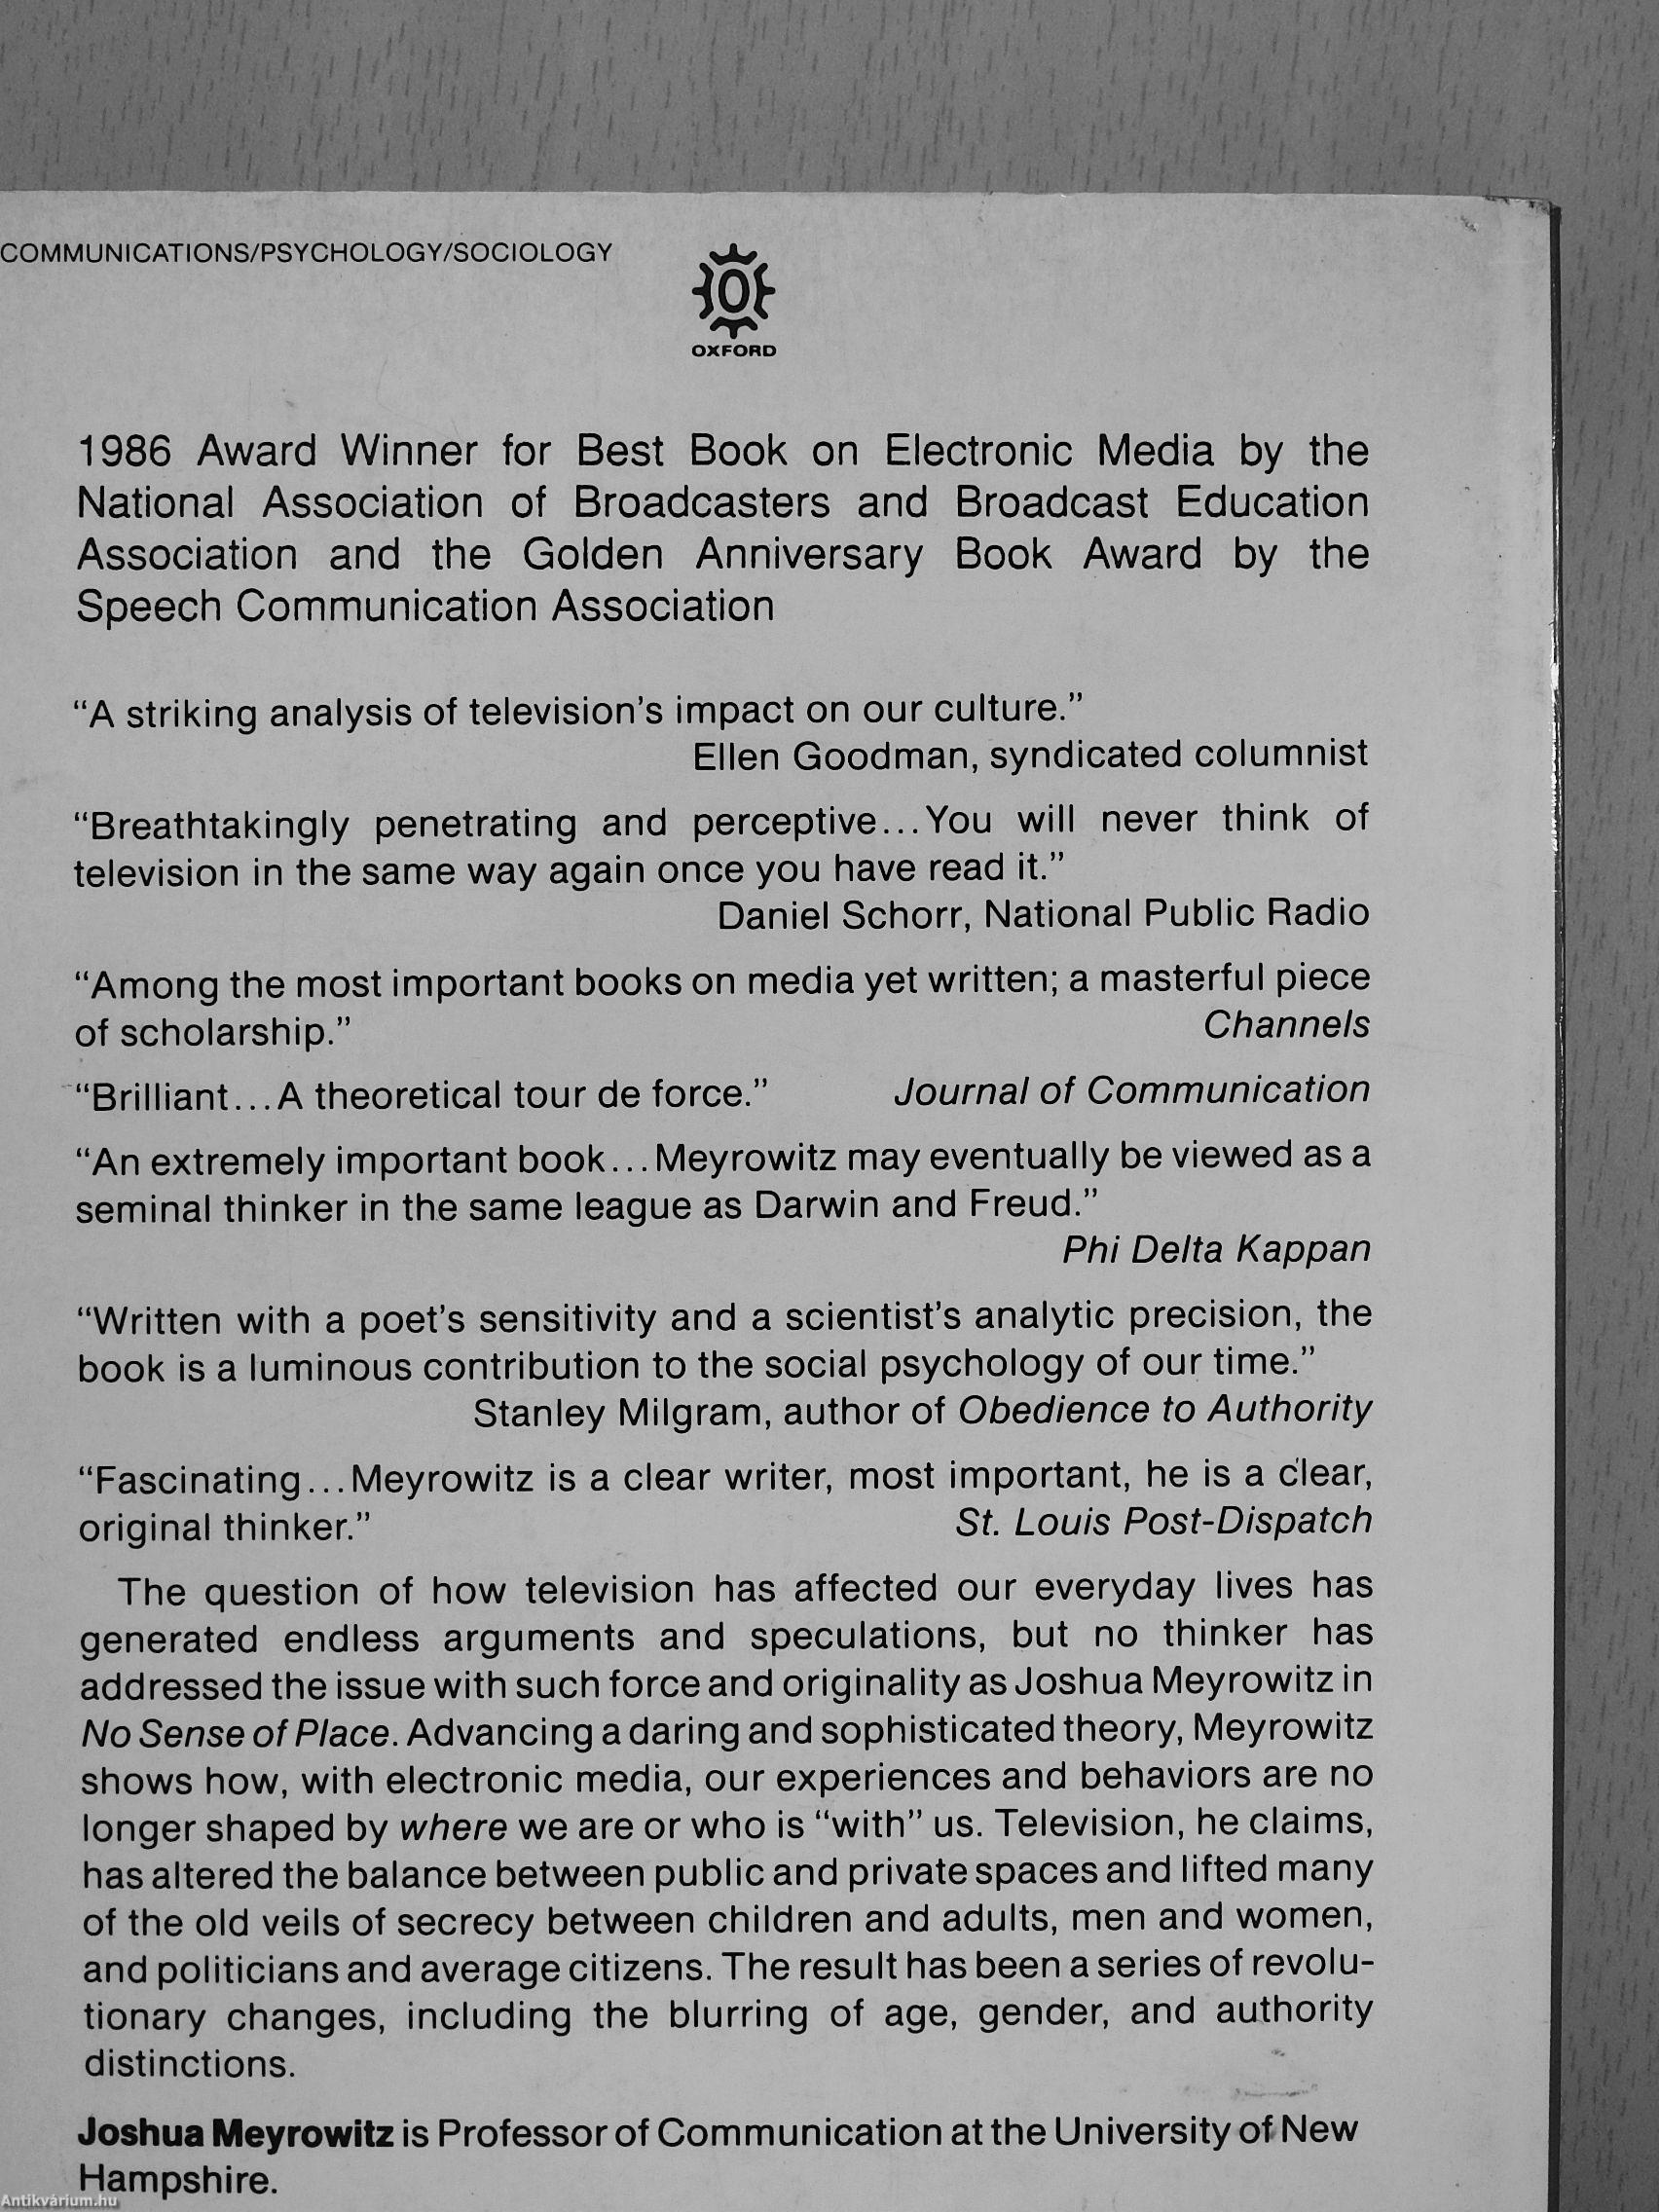 COMMUNICATIONS/PSYCHOLOGY/SOCIOLOGY
OXFORD
1986 Award Winner for Best Book on Electronic Media by the
National Association of Broadcasters and Broadcast Education
Association and the Golden Anniversary Book Award by the
Speech Communication Association
“A striking analysis of television’s impact on our culture.”
Ellen Goodman, syndicated columnist
“Breathtakingly penetrating and perceptive...You will never think of
television in the same way again once you have read it.”
Daniel Schorr, National Public Radio
“Among the most important books on media yet written; a masterful piece
of scholarship.” Channels
“Brilliant...A theoretical tour de force.” Journal of Communication
“An extremely important book...Meyrowitz may eventually be viewed as a
seminal thinker in the same league as Darwin and Freud.”
Phi Delta Kappan
“Written with a poet’s sensitivity and a scientist’s analytic precision, the
book is a luminous contribution to the social psychology of our time.”
Stanley Milgram, author of Obedience to Authority
“Fascinating...Meyrowitz is a clear writer, most important, he is a clear,
original thinker.” St. Louis Post-Dispatch
The question of how television has affected our everyday lives has
generated endless arguments and speculations, but no thinker has
addressed the issue with such force and originality as Joshua Meyrowitz in
No Sense of Place. Advancing a daring and sophisticated theory, Meyrowitz
shows how, with electronic media, our experiences and behaviors are no
longer shaped by where we are or who is “with” us. Television, he claims,
has altered the balance between public and private spaces and lifted many
of the old veils of secrecy between children and adults, men and women,
and politicians and average citizens. The result has been a series of revolu-
tionary changes, including the blurring of age, gender, and authority
distinctions.
Joshua Meyrowitz is Professor of Communication at the University of New
Hampshire.
Antikvárium.hu